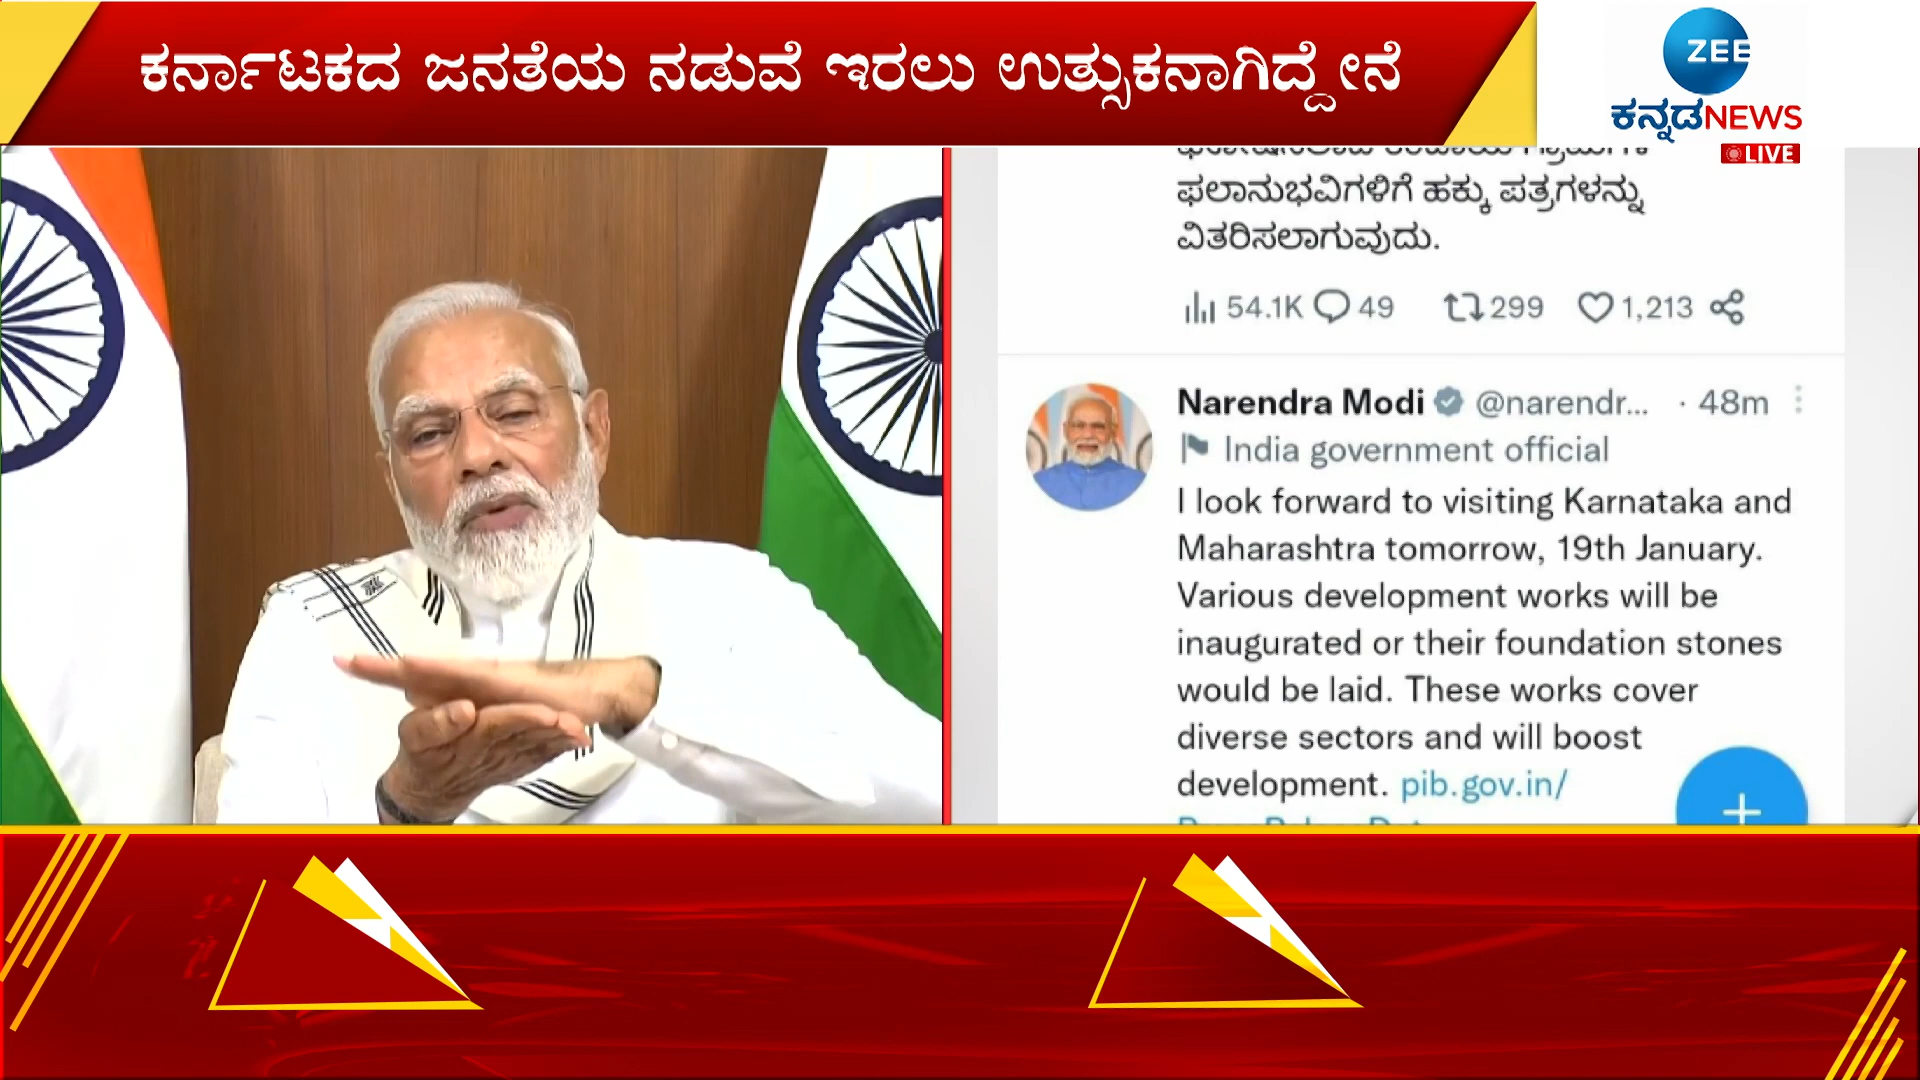 ಕರ್ನಾಟಕದ ಜನತೆಯ ನಡುವೆ ಇರಲು ಉತ್ಸುಕನಾಗಿದ್ದೇನೆ
ZEE
ಕನ್ನಡNEWS
LIVE
ಫಲಾನುಭವಿಗಳಿಗೆ ಹಕ್ಕು ಪತ್ರಗಳನ್ನು
ವಿತರಿಸಲಾಗುವುದು.
54.1K 49 299 1,213
Narendra Modi @narendr... · 48m
India government official
I look forward to visiting Karnataka and
Maharashtra tomorrow, 19th January.
Various development works will be
inaugurated or their foundation stones
would be laid. These works cover
diverse sectors and will boost
development. pib.gov.in/